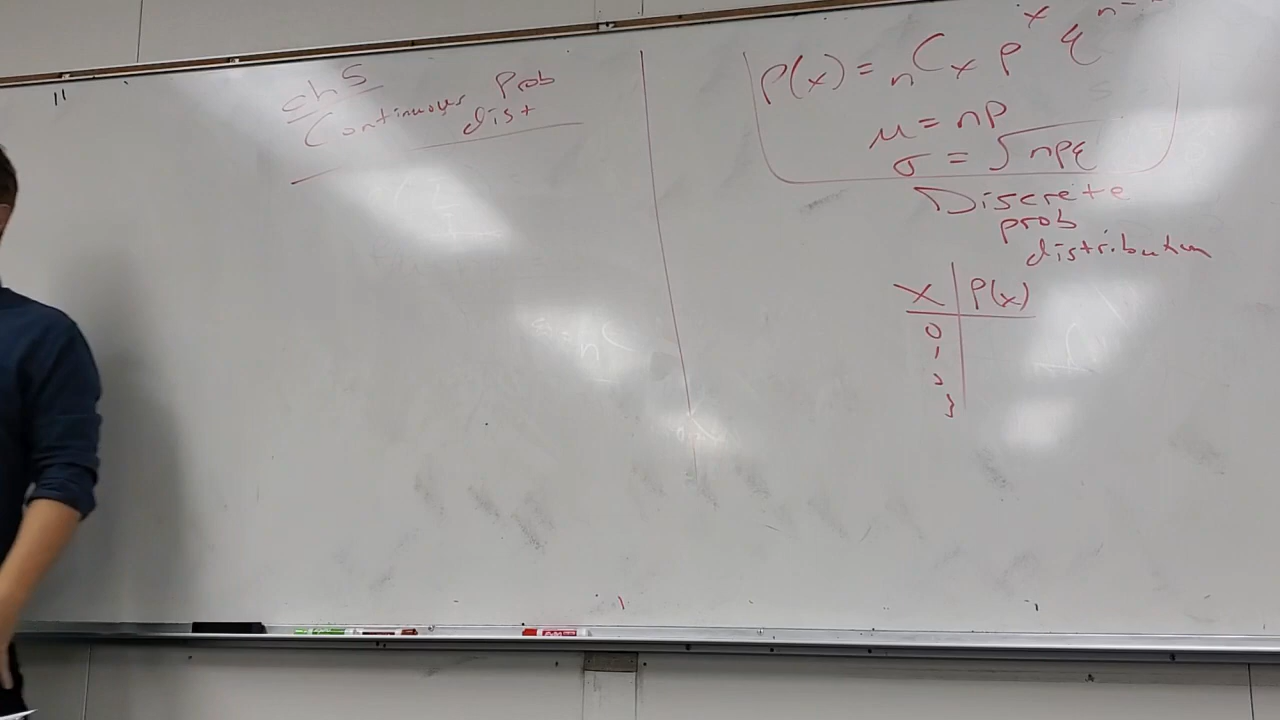 ch 5
Continuous Prob
dist
P(x) = nCx p^x q^n-
μ = np
σ = √npq
Discrete
prob
distribution
x | P(x)
0
1
2
3